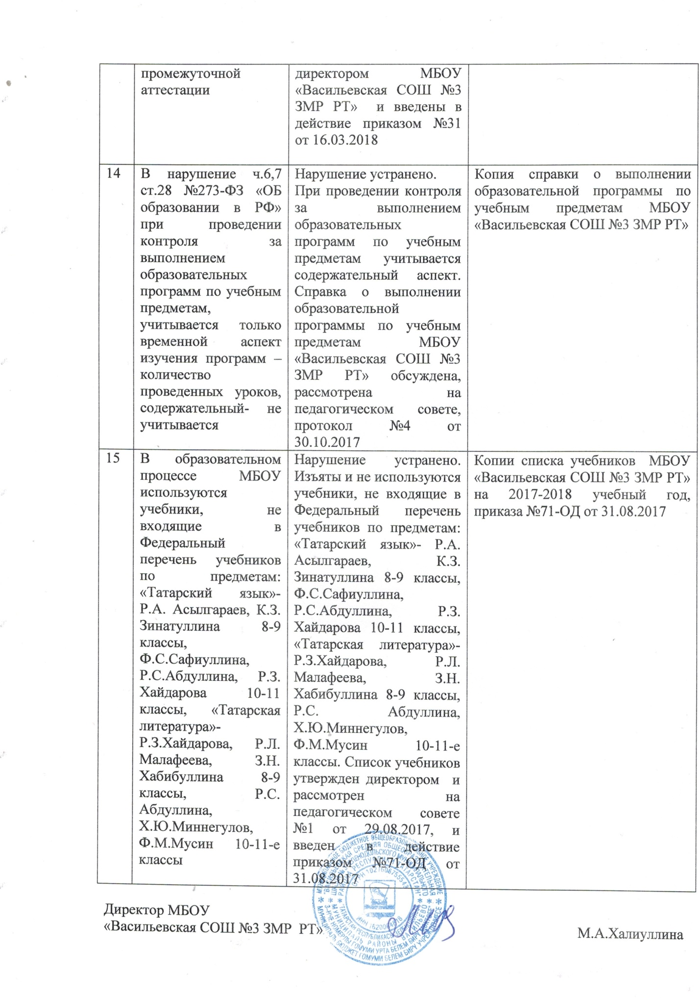 промежуточной
аттестации
директором МБОУ
«Васильевская СОШ №3
ЗМР РТ» и введены в
действие приказом №31
от 16.03.2018
14
В нарушение ч.6,7
ст.28 №273-ФЗ «ОБ
образовании в РФ»
при проведении
контроля за
выполнением
образовательных
программ по учебным
предметам,
учитывается только
временной аспект
изучения программ –
количество
проведенных уроков,
содержательный- не
учитывается
Нарушение устранено.
При проведении контроля
за выполнением
образовательных
программ по учебным
предметам учитывается
содержательный аспект.
Справка о выполнении
образовательной
программы по учебным
предметам МБОУ
«Васильевская СОШ №3
ЗМР РТ» обсуждена,
рассмотрена на
педагогическом совете,
протокол №4 от
30.10.2017
Копия справки о выполнении
образовательной программы по
учебным предметам МБОУ
«Васильевская СОШ №3 ЗМР РТ»
15
В образовательном
процессе МБОУ
используются
учебники, не
входящие в
Федеральный
перечень учебников
по предметам:
«Татарский язык»-
Р.А. Асылгараев, К.З.
Зинатуллина 8-9
классы,
Ф.С.Сафиуллина,
Р.С.Абдуллина, Р.З.
Хайдарова 10-11
классы, «Татарская
литература»-
Р.З.Хайдарова, Р.Л.
Малафеева, З.Н.
Хабибуллина 8-9
классы, Р.С.
Абдуллина,
Х.Ю.Миннегулов,
Ф.М.Мусин 10-11-е
классы
Нарушение устранено.
Изъяты и не используются
учебники, не входящие в
Федеральный перечень
учебников по предметам:
«Татарский язык»- Р.А.
Асылгараев, К.З.
Зинатуллина 8-9 классы,
Ф.С.Сафиуллина,
Р.С.Абдуллина, Р.З.
Хайдарова 10-11 классы,
«Татарская литература»-
Р.З.Хайдарова, Р.Л.
Малафеева, З.Н.
Хабибуллина 8-9 классы,
Р.С. Абдуллина,
Х.Ю.Миннегулов,
Ф.М.Мусин 10-11-е
классы. Список учебников
утвержден директором и
рассмотрен на
педагогическом совете
№1 от 29.08.2017, и
введен в действие
приказом №71-ОД от
31.08.2017
Копии списка учебников МБОУ
«Васильевская СОШ №3 ЗМР РТ»
на 2017-2018 учебный год,
приказа №71-ОД от 31.08.2017
Директор МБОУ
«Васильевская СОШ №3 ЗМР РТ»
М.А.Халиуллина
МУНИЦИПАЛЬНОЕ БЮДЖЕТНОЕ ОБЩЕОБРАЗОВАТЕЛЬНОЕ УЧРЕЖДЕНИЕ
МУНИЦИПАЛЬ БЮДЖЕТ ГОМУМИ БЕЛЕМ БИРҮ УЧРЕЖДЕНИЕСЕ